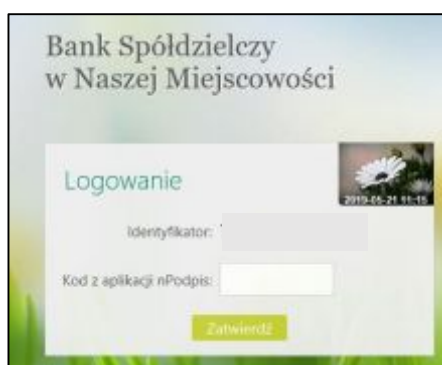 Bank Spółdzielczy
w Naszej Miejscowości
Logowanie
2019-05-21 11:15
Identyfikator:
Kod z aplikacji nPodpis:
Zatwierdź